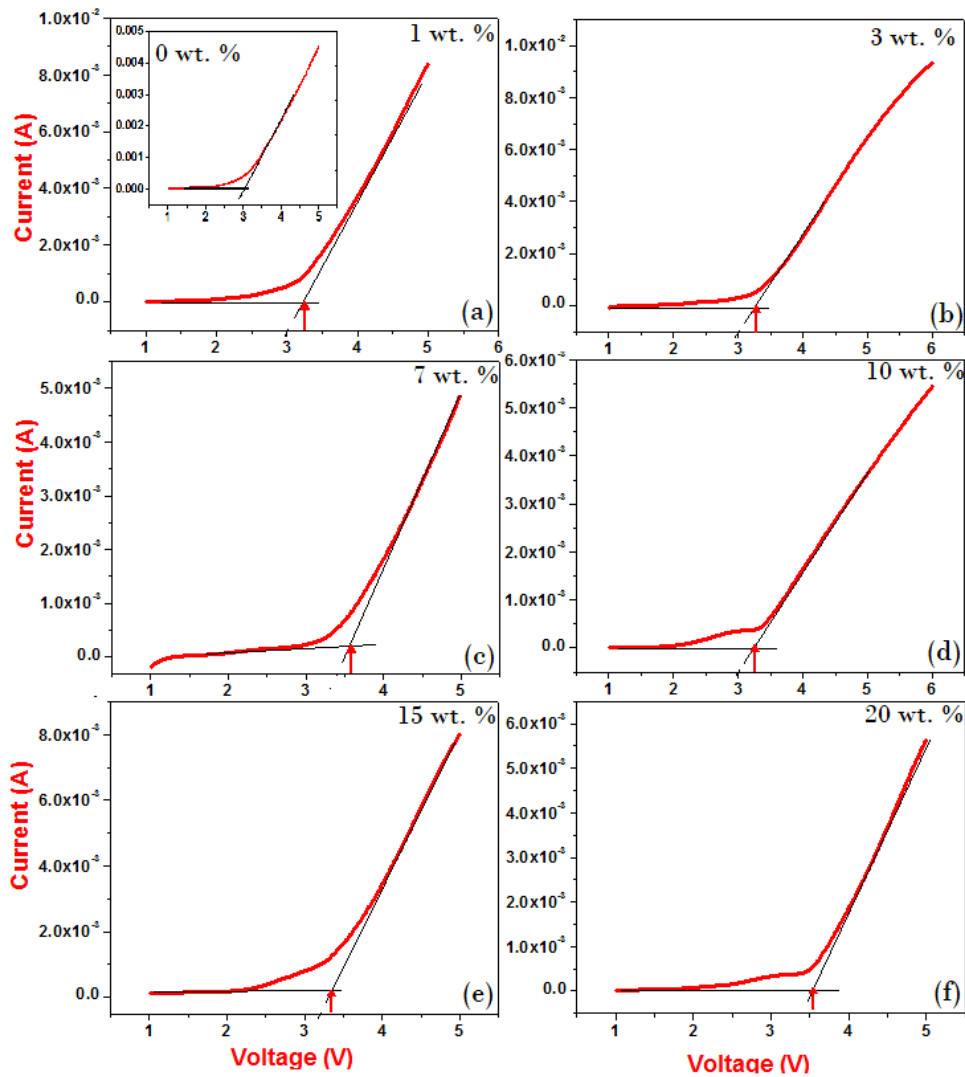 1.0x10⁻²
8.0x10⁻³
6.0x10⁻³
4.0x10⁻³
2.0x10⁻³
0.0
Current (A)
1 wt. %
0 wt. %
0.005
0.004
0.003
0.002
0.001
0.000
1 2 3 4 5
(a)
1 2 3 4 5 6
3 wt. %
1.0x10⁻²
8.0x10⁻³
6.0x10⁻³
4.0x10⁻³
2.0x10⁻³
0.0
(b)
1 2 3 4 5 6
7 wt. %
5.0x10⁻³
4.0x10⁻³
3.0x10⁻³
2.0x10⁻³
1.0x10⁻³
0.0
Current (A)
(c)
1 2 3 4 5
10 wt. %
6.0x10⁻³
5.0x10⁻³
4.0x10⁻³
3.0x10⁻³
2.0x10⁻³
1.0x10⁻³
0.0
(d)
1 2 3 4 5 6
15 wt. %
8.0x10⁻³
6.0x10⁻³
4.0x10⁻³
2.0x10⁻³
0.0
Current (A)
(e)
1 2 3 4 5
Voltage (V)
20 wt. %
6.0x10⁻³
5.0x10⁻³
4.0x10⁻³
3.0x10⁻³
2.0x10⁻³
1.0x10⁻³
0.0
(f)
1 2 3 4 5
Voltage (V)